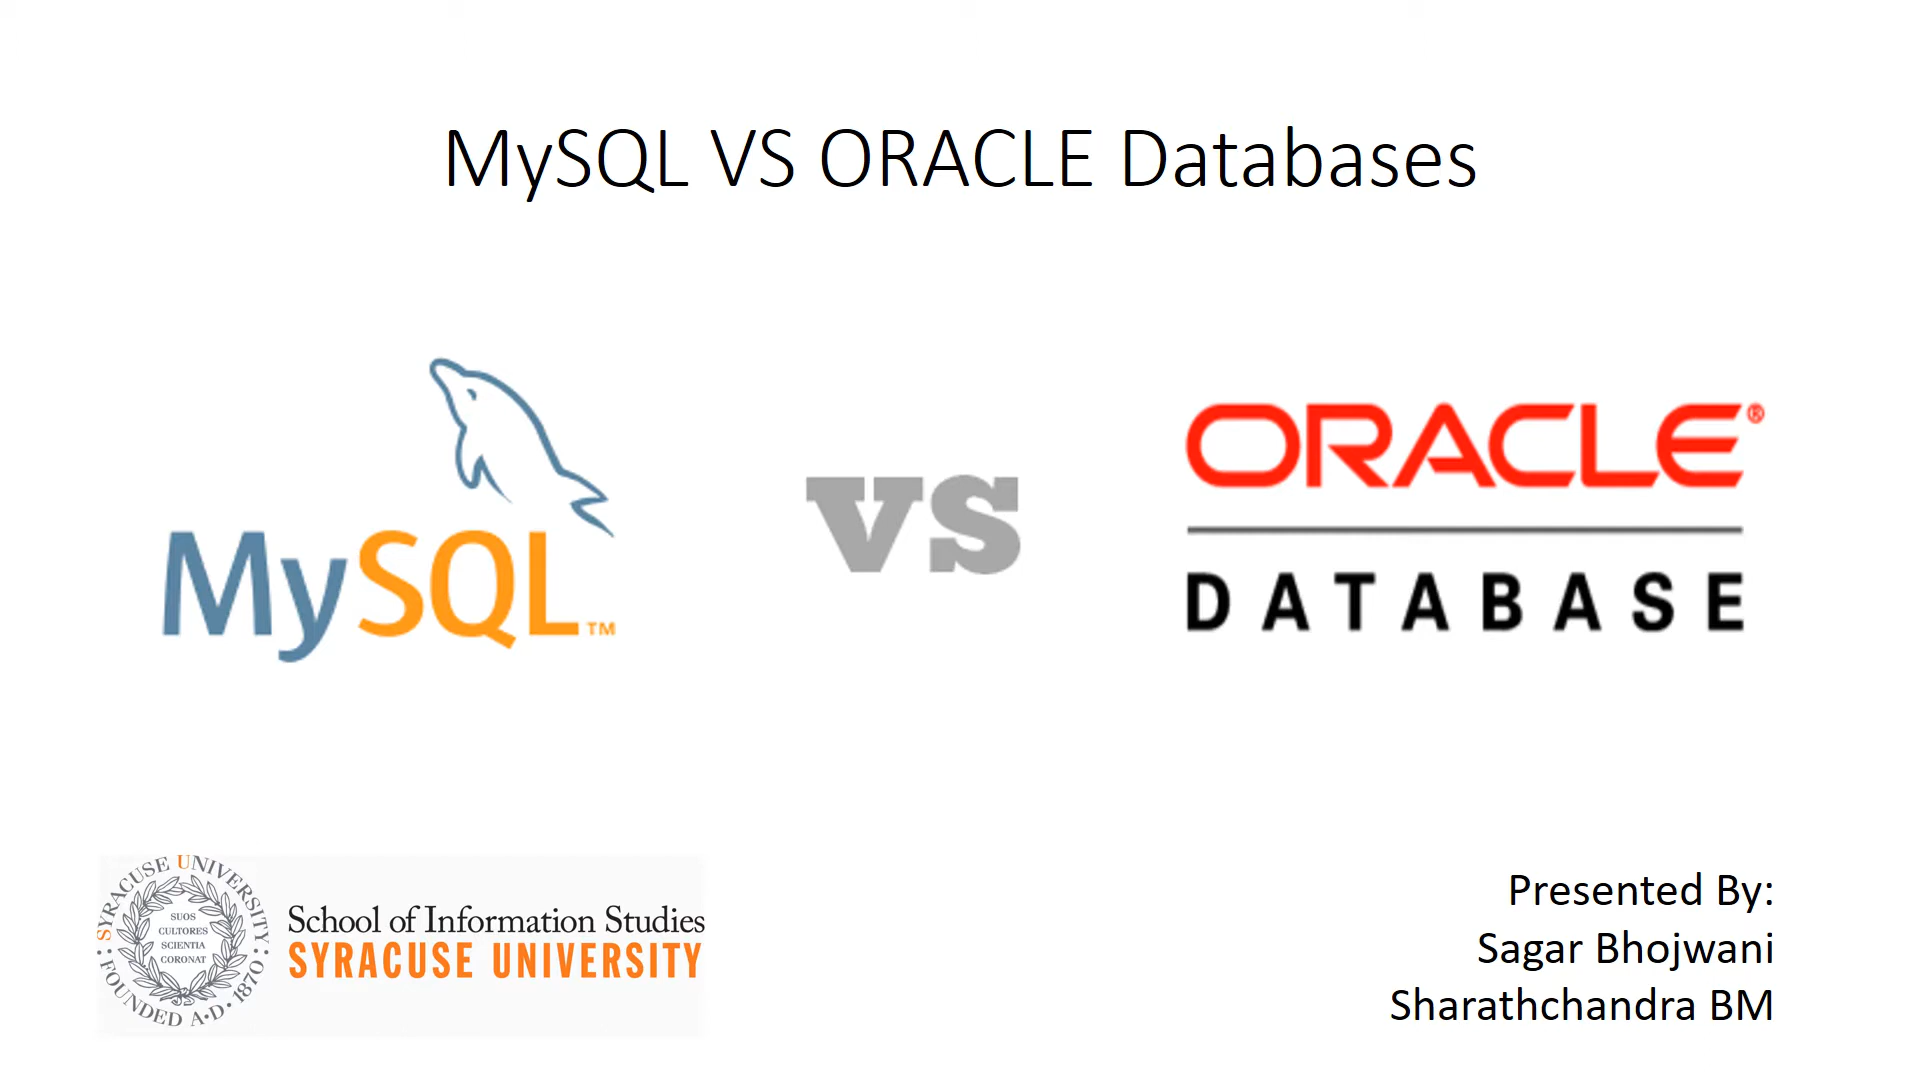 MySQL VS ORACLE Databases
MySQL™
VS
ORACLE®
DATABASE
SYRACUSE UNIVERSITY
FOUNDED A·D· 1870
SUOS
CULTORES
SCIENTIA
CORONAT
School of Information Studies
SYRACUSE UNIVERSITY
Presented By:
Sagar Bhojwani
Sharathchandra BM